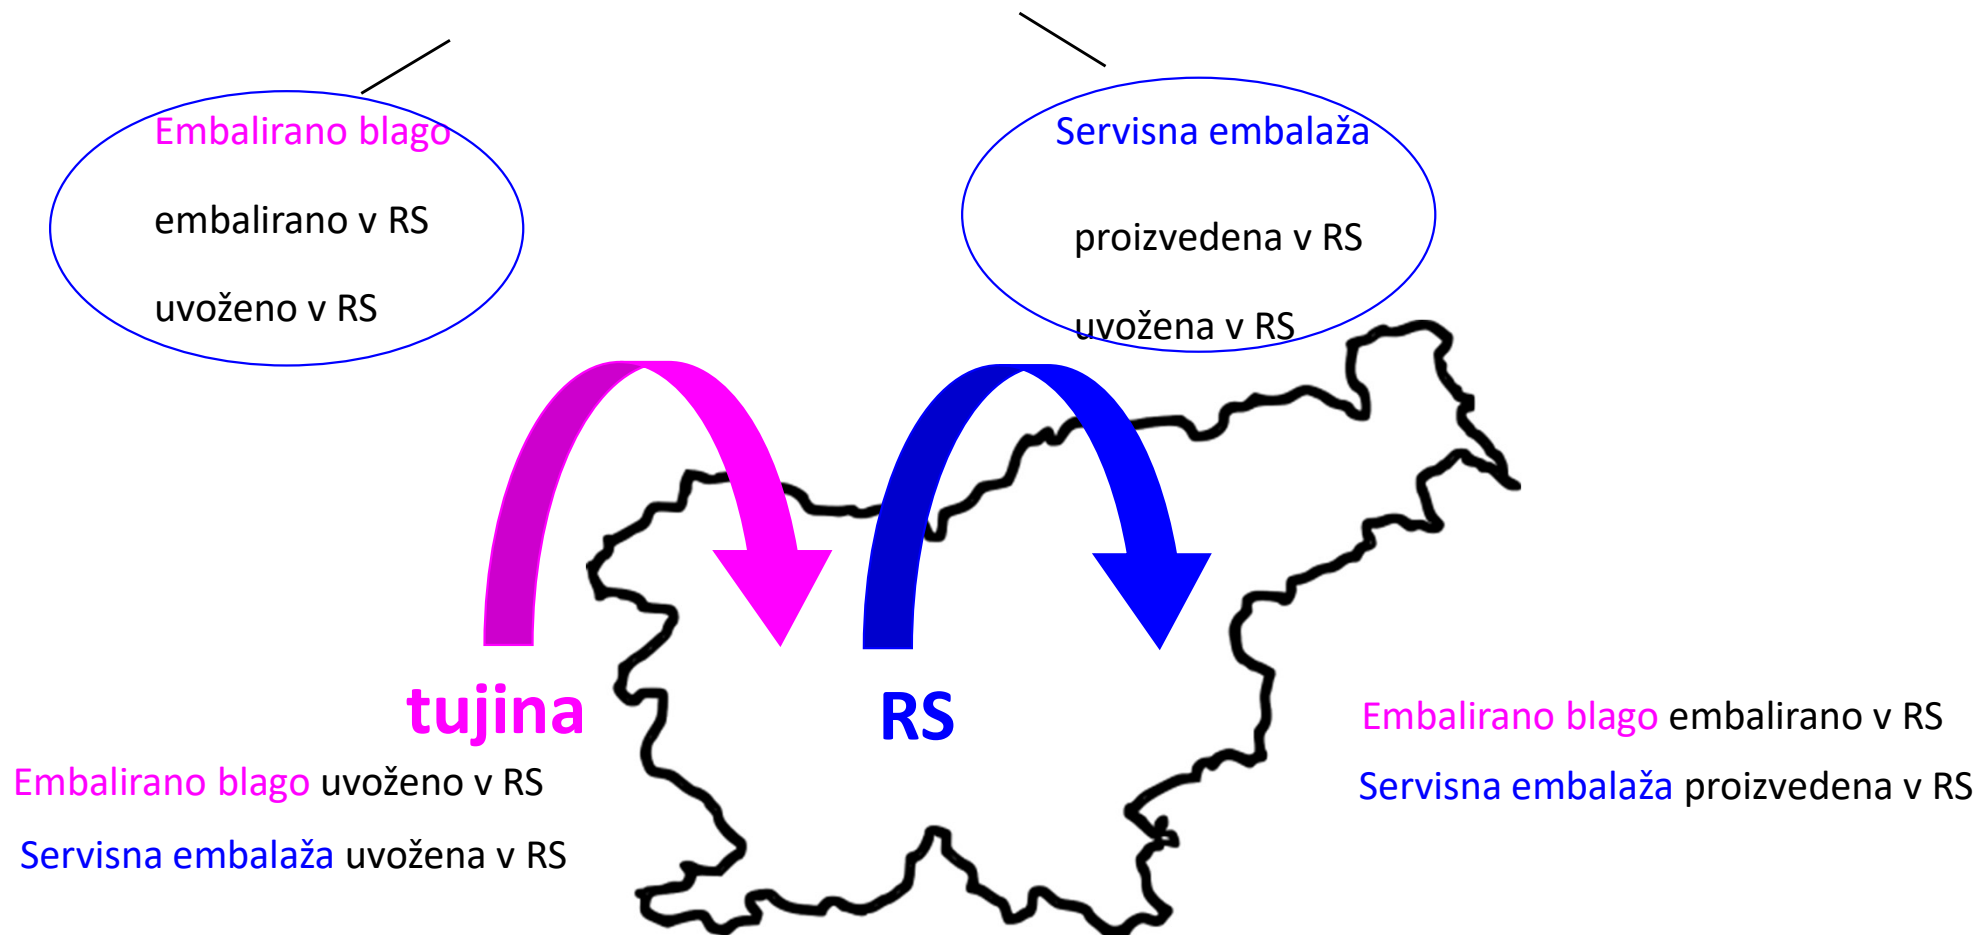 Embalirano blago
embalirano v RS
uvoženo v RS
Servisna embalaža
proizvedena v RS
uvožena v RS
tujina
RS
Embalirano blago uvoženo v RS
Servisna embalaža uvožena v RS
Embalirano blago embalirano v RS
Servisna embalaža proizvedena v RS